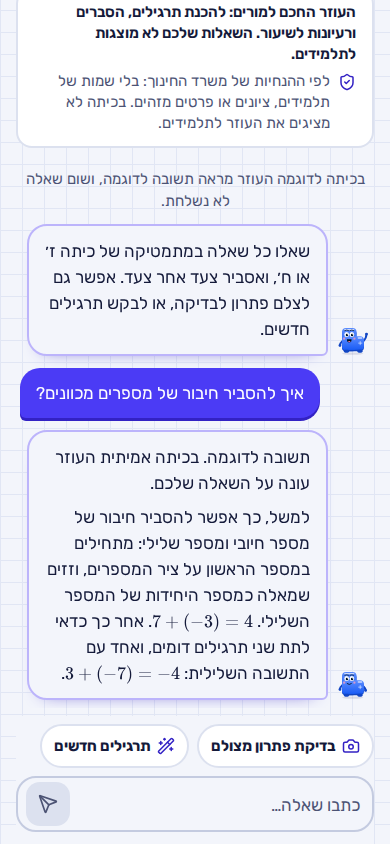 העוזר החכם למורים: להכנת תרגילים, הסברים
ורעיונות לשיעור. השאלות שלכם לא מוצגות
לתלמידים.
לפי ההנחיות של משרד החינוך: בלי שמות של
תלמידים, ציונים או פרטים מזהים. בכיתה לא
מציגים את העוזר לתלמידים.
בכיתה לדוגמה העוזר מראה תשובה לדוגמה, ושום שאלה
לא נשלחת.
שאלו כל שאלה במתמטיקה של כיתה ז׳
או ח׳, ואסביר צעד אחר צעד. אפשר גם
לצלם פתרון לבדיקה, או לבקש תרגילים
חדשים.
איך להסביר חיבור של מספרים מכוונים?
תשובה לדוגמה. בכיתה אמיתית העוזר
עונה על השאלה שלכם.
למשל, כך אפשר להסביר חיבור של
מספר חיובי ומספר שלילי: מתחילים
במספר הראשון על ציר המספרים, וזזים
שמאלה כמספר היחידות של המספר
השלילי. 7 + (−3) = 4. אחר כך כדאי
לתת שני תרגילים דומים, ואחד עם
התשובה השלילית: 3 + (−7) = −4.
בדיקת פתרון מצולם
תרגילים חדשים
כתבו שאלה...